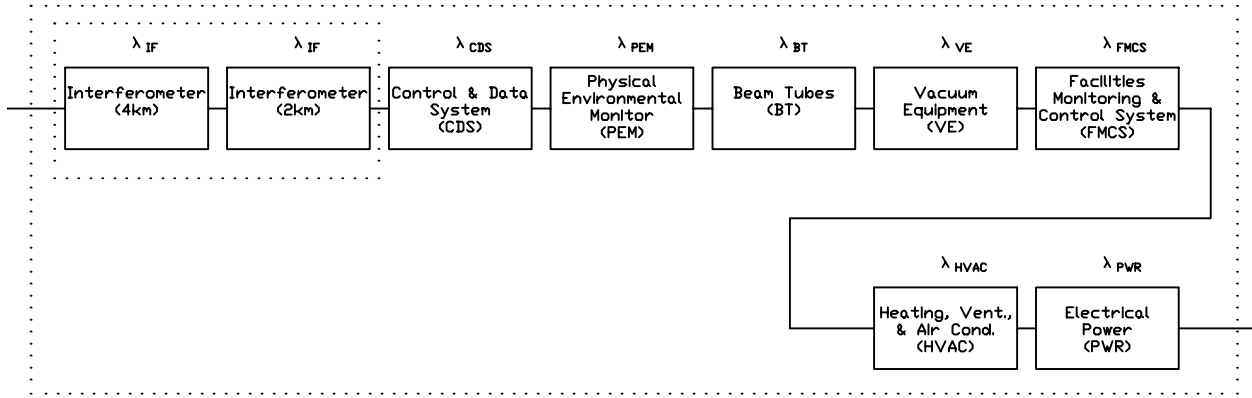 λ IF λ IF λ CDS λ PEM λ BT λ VE λ FMCS
Interferometer
(4km)
Interferometer
(2km)
Control & Data
System
(CDS)
Physical
Environmental
Monitor
(PEM)
Beam Tubes
(BT)
Vacuum
Equipment
(VE)
Facilities
Monitoring &
Control System
(FMCS)
λ HVAC λ PWR
Heating, Vent.,
& Air Cond.
(HVAC)
Electrical
Power
(PWR)